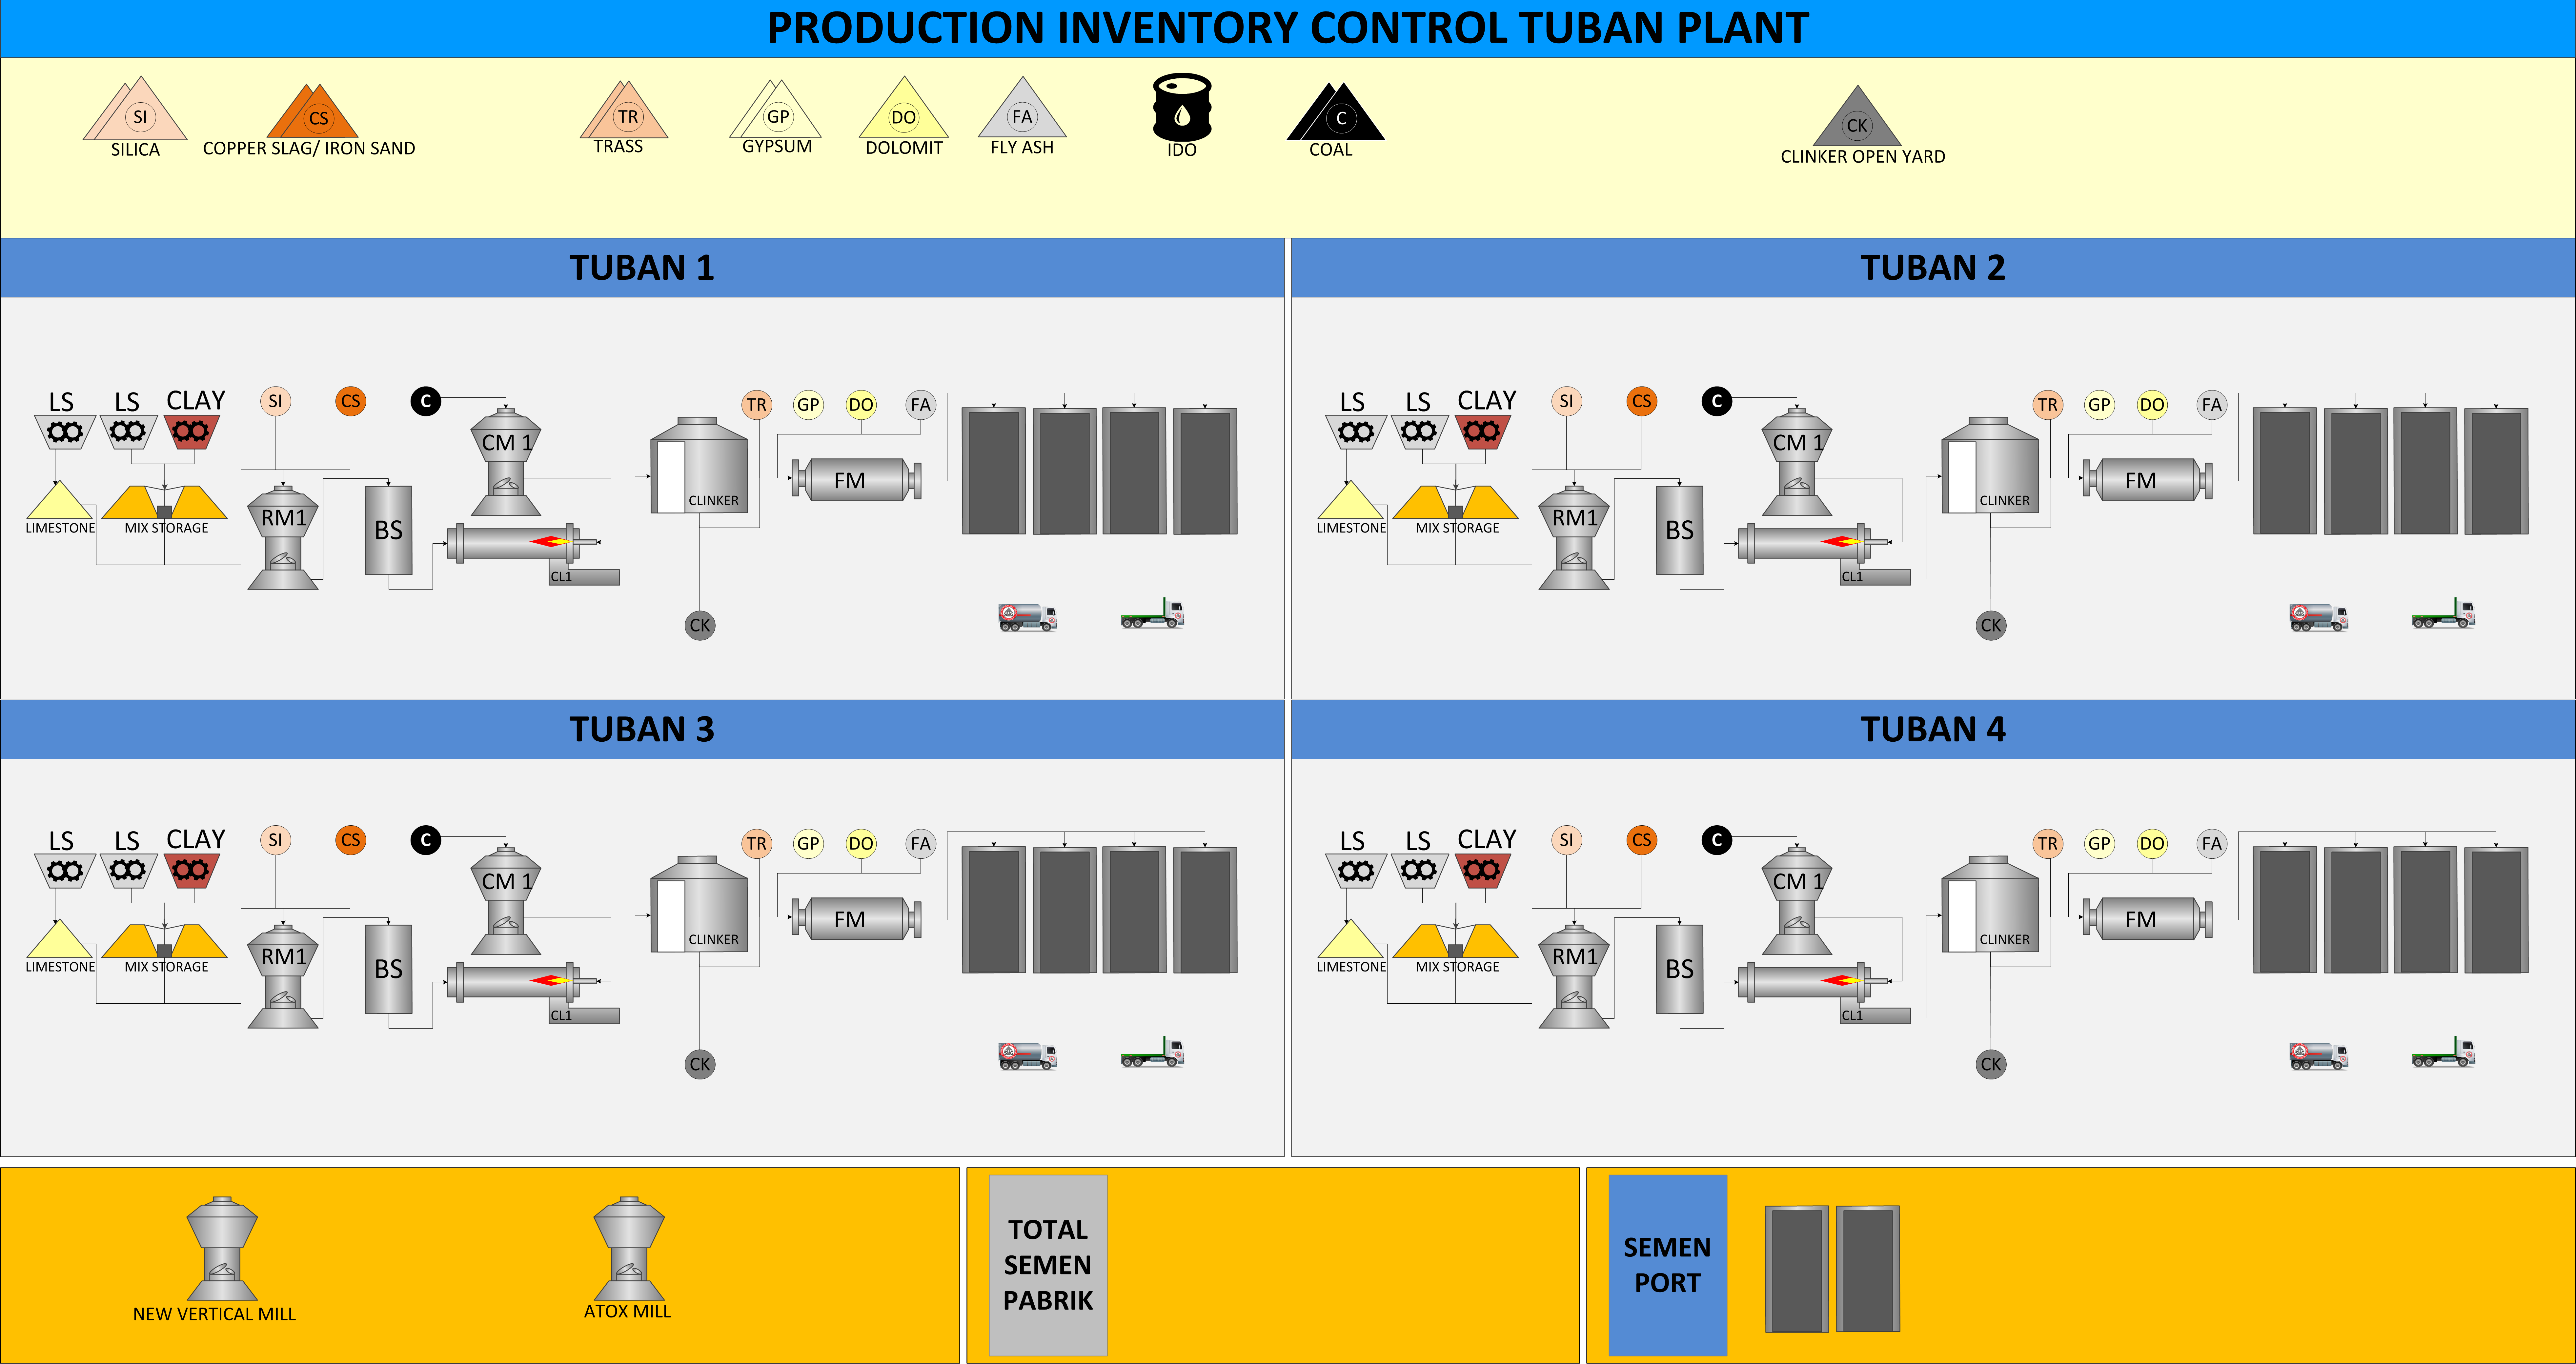 PRODUCTION INVENTORY CONTROL TUBAN PLANT
SI
SILICA
CS
COPPER SLAG/ IRON SAND
TR
TRASS
GP
GYPSUM
DO
DOLOMIT
FA
FLY ASH
IDO
C
COAL
CK
CLINKER OPEN YARD
TUBAN 1
LS
LS
CLAY
SI
CS
C
TR
GP
DO
FA
CM 1
FM
CLINKER
RM1
BS
LIMESTONE
MIX STORAGE
CL1
CK
TUBAN 2
LS
LS
CLAY
SI
CS
C
TR
GP
DO
FA
CM 1
FM
CLINKER
RM1
BS
LIMESTONE
MIX STORAGE
CL1
CK
TUBAN 3
LS
LS
CLAY
SI
CS
C
TR
GP
DO
FA
CM 1
FM
CLINKER
RM1
BS
LIMESTONE
MIX STORAGE
CL1
CK
TUBAN 4
LS
LS
CLAY
SI
CS
C
TR
GP
DO
FA
CM 1
FM
CLINKER
RM1
BS
LIMESTONE
MIX STORAGE
CL1
CK
NEW VERTICAL MILL
ATOX MILL
TOTAL
SEMEN
PABRIK
SEMEN
PORT